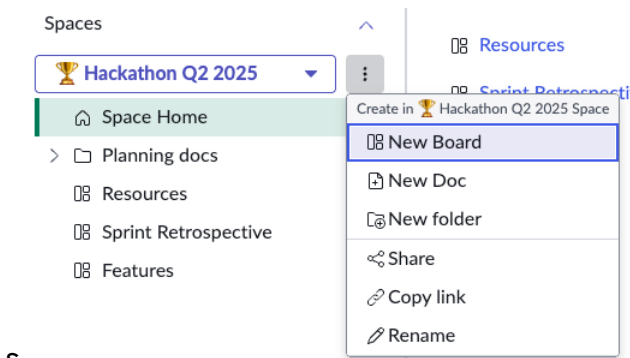 Spaces
🏆 Hackathon Q2 2025
Space Home
Planning docs
Resources
Sprint Retrospective
Features
Resources
Create in 🏆 Hackathon Q2 2025 Space
New Board
New Doc
New folder
Share
Copy link
Rename